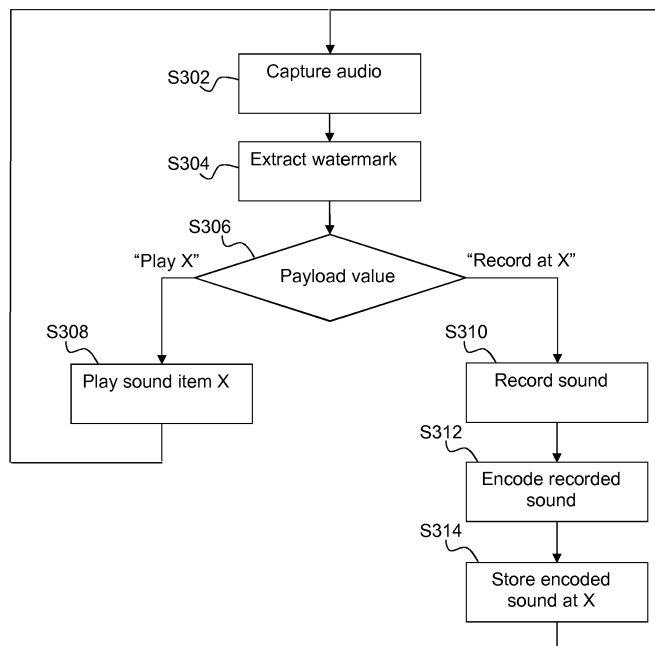 S302
Capture audio
S304
Extract watermark
S306
Payload value
“Play X”
“Record at X”
S308
Play sound item X
S310
Record sound
S312
Encode recorded
sound
S314
Store encoded
sound at X